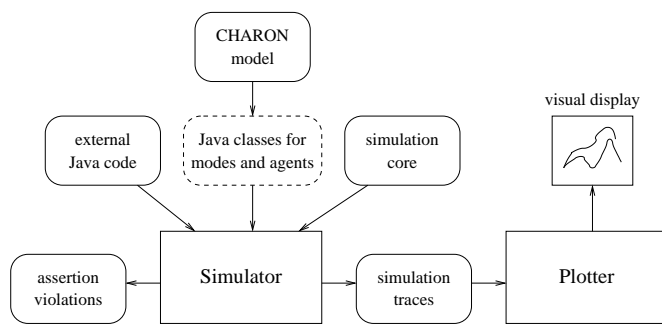 CHARON
model
visual display
external
Java code
Java classes for
modes and agents
simulation
core
assertion
violations
Simulator
simulation
traces
Plotter